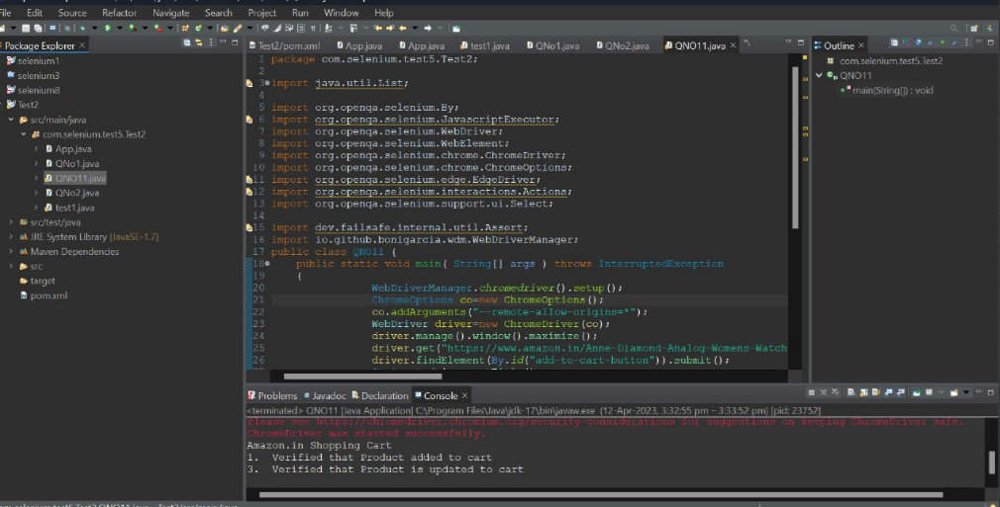 File Edit Source Refactor Navigate Search Project Run Window Help
Package Explorer ×
selenium1
selenium3
selenium8
Test2
src/main/java
com.selenium.test5.Test2
App.java
QNo1.java
QNO11.java
QNo2.java
test1.java
src/test/java
JRE System Library [JavaSE-1.7]
Maven Dependencies
src
target
pom.xml
Test2/pom.xml App.java App.java test1.java QNo1.java QNo2.java QNO11.java ×
1 package com.selenium.test5.Test2;
2
3 import java.util.List;
4
5 import org.openqa.selenium.By;
6 import org.openqa.selenium.JavascriptExecutor;
7 import org.openqa.selenium.WebDriver;
8 import org.openqa.selenium.WebElement;
9 import org.openqa.selenium.chrome.ChromeDriver;
10 import org.openqa.selenium.chrome.ChromeOptions;
11 import org.openqa.selenium.edge.EdgeDriver;
12 import org.openqa.selenium.interactions.Actions;
13 import org.openqa.selenium.support.ui.Select;
14
15 import dev.failsafe.internal.util.Assert;
16 import io.github.bonigarcia.wdm.WebDriverManager;
17 public class QNO11 {
18 public static void main( String[] args ) throws InterruptedException
19 {
20 WebDriverManager.chromedriver().setup();
21 ChromeOptions co=new ChromeOptions();
22 co.addArguments("--remote-allow-origins=*");
23 WebDriver driver=new ChromeDriver(co);
24 driver.manage().window().maximize();
25 driver.get("https://www.amazon.in/Anne-Diamond-Analog-Womens-Watch
26 driver.findElement(By.id("add-to-cart-button")).submit();
Outline ×
com.selenium.test5.Test2
QNO11
main(String[]) : void
Problems Javadoc Declaration Console ×
<terminated> QNO11 [Java Application] C:\Program Files\Java\jdk-17\bin\javaw.exe (12-Apr-2023, 3:32:55 pm – 3:33:52 pm) [pid: 23752]
Please see https://chromedriver.chromium.org/security-considerations for suggestions on keeping ChromeDriver safe.
ChromeDriver was started successfully.
Amazon.in Shopping Cart
1. Verified that Product added to cart
3. Verified that Product is updated to cart